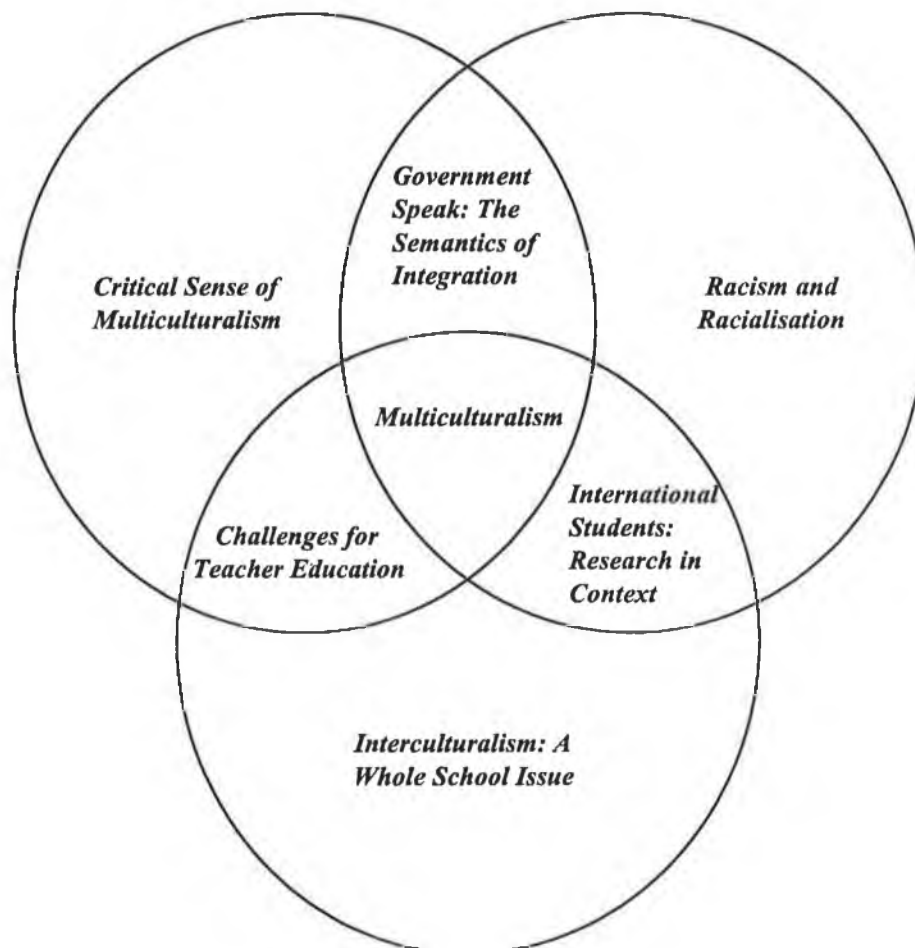 Government
Speak: The
Semantics of
Integration
Critical Sense of
Multiculturalism
Racism and
Racialisation
Multiculturalism
International
Students:
Research in
Context
Challenges for
Teacher Education
Interculturalism: A
Whole School Issue